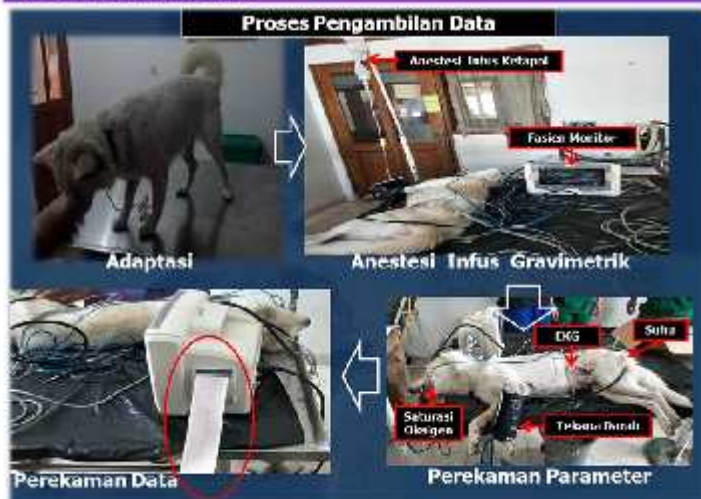 Proses Pengambilan Data
Anestesi Infus Ketapol
Pasien Monitor
Adaptasi
Anestesi Infus Gravimetrik
EKG
Suhu
Saturasi
Oksigen
Tekanan Darah
Perekaman Data
Perekaman Parameter